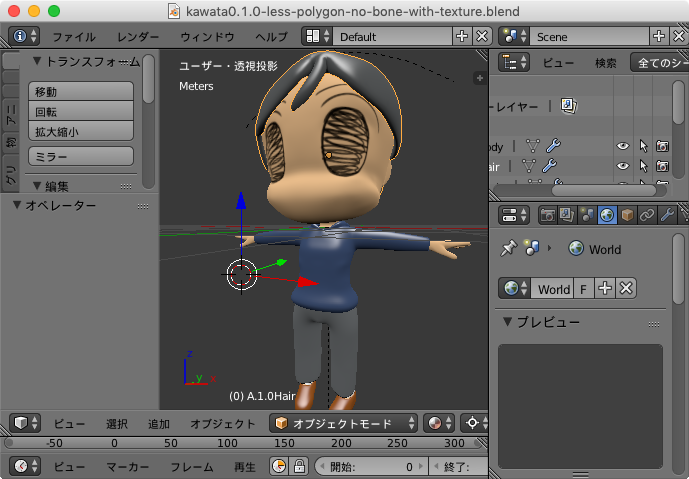 kawata0.1.0-less-polygon-no-bone-with-texture.blend
ファイル レンダー ウィンドウ ヘルプ Default Scene
トランスフォーム
移動
回転
拡大縮小
ミラー
編集
オペレーター
アニ
物
グリ
ユーザー・透視投影
Meters
z
y x
(0) A.1.0Hair
ビュー 選択 追加 オブジェクト オブジェクトモード
-50 0 50 100 150 200 250 300
ビュー マーカー フレーム 再生 開始: 0 終了:
ビュー 検索 全てのシー
ーレイヤー
ody
air
World
World F
プレビュー